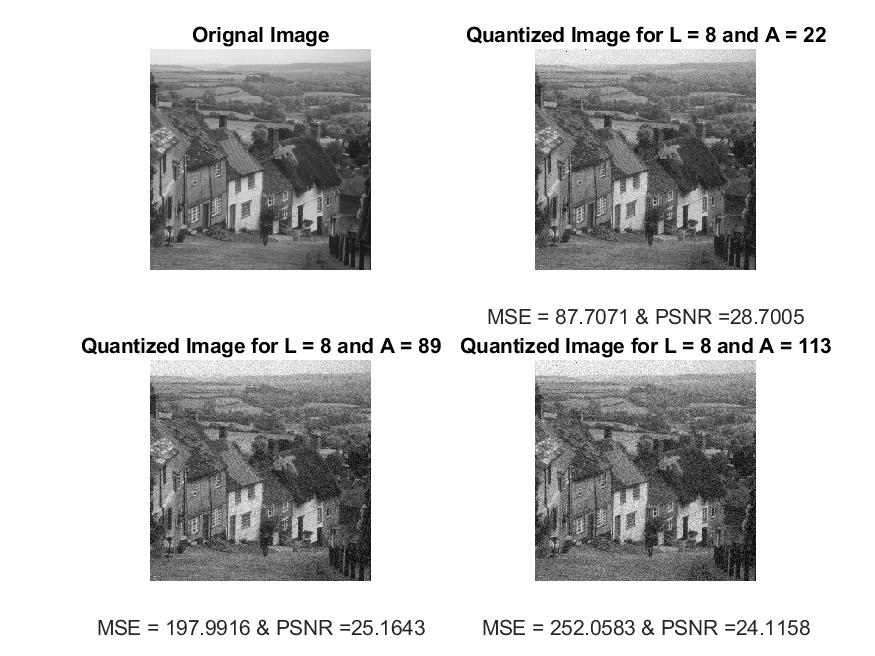 Orignal Image
Quantized Image for L = 8 and A = 22
MSE = 87.7071 & PSNR =28.7005
Quantized Image for L = 8 and A = 89
Quantized Image for L = 8 and A = 113
MSE = 197.9916 & PSNR =25.1643
MSE = 252.0583 & PSNR =24.1158